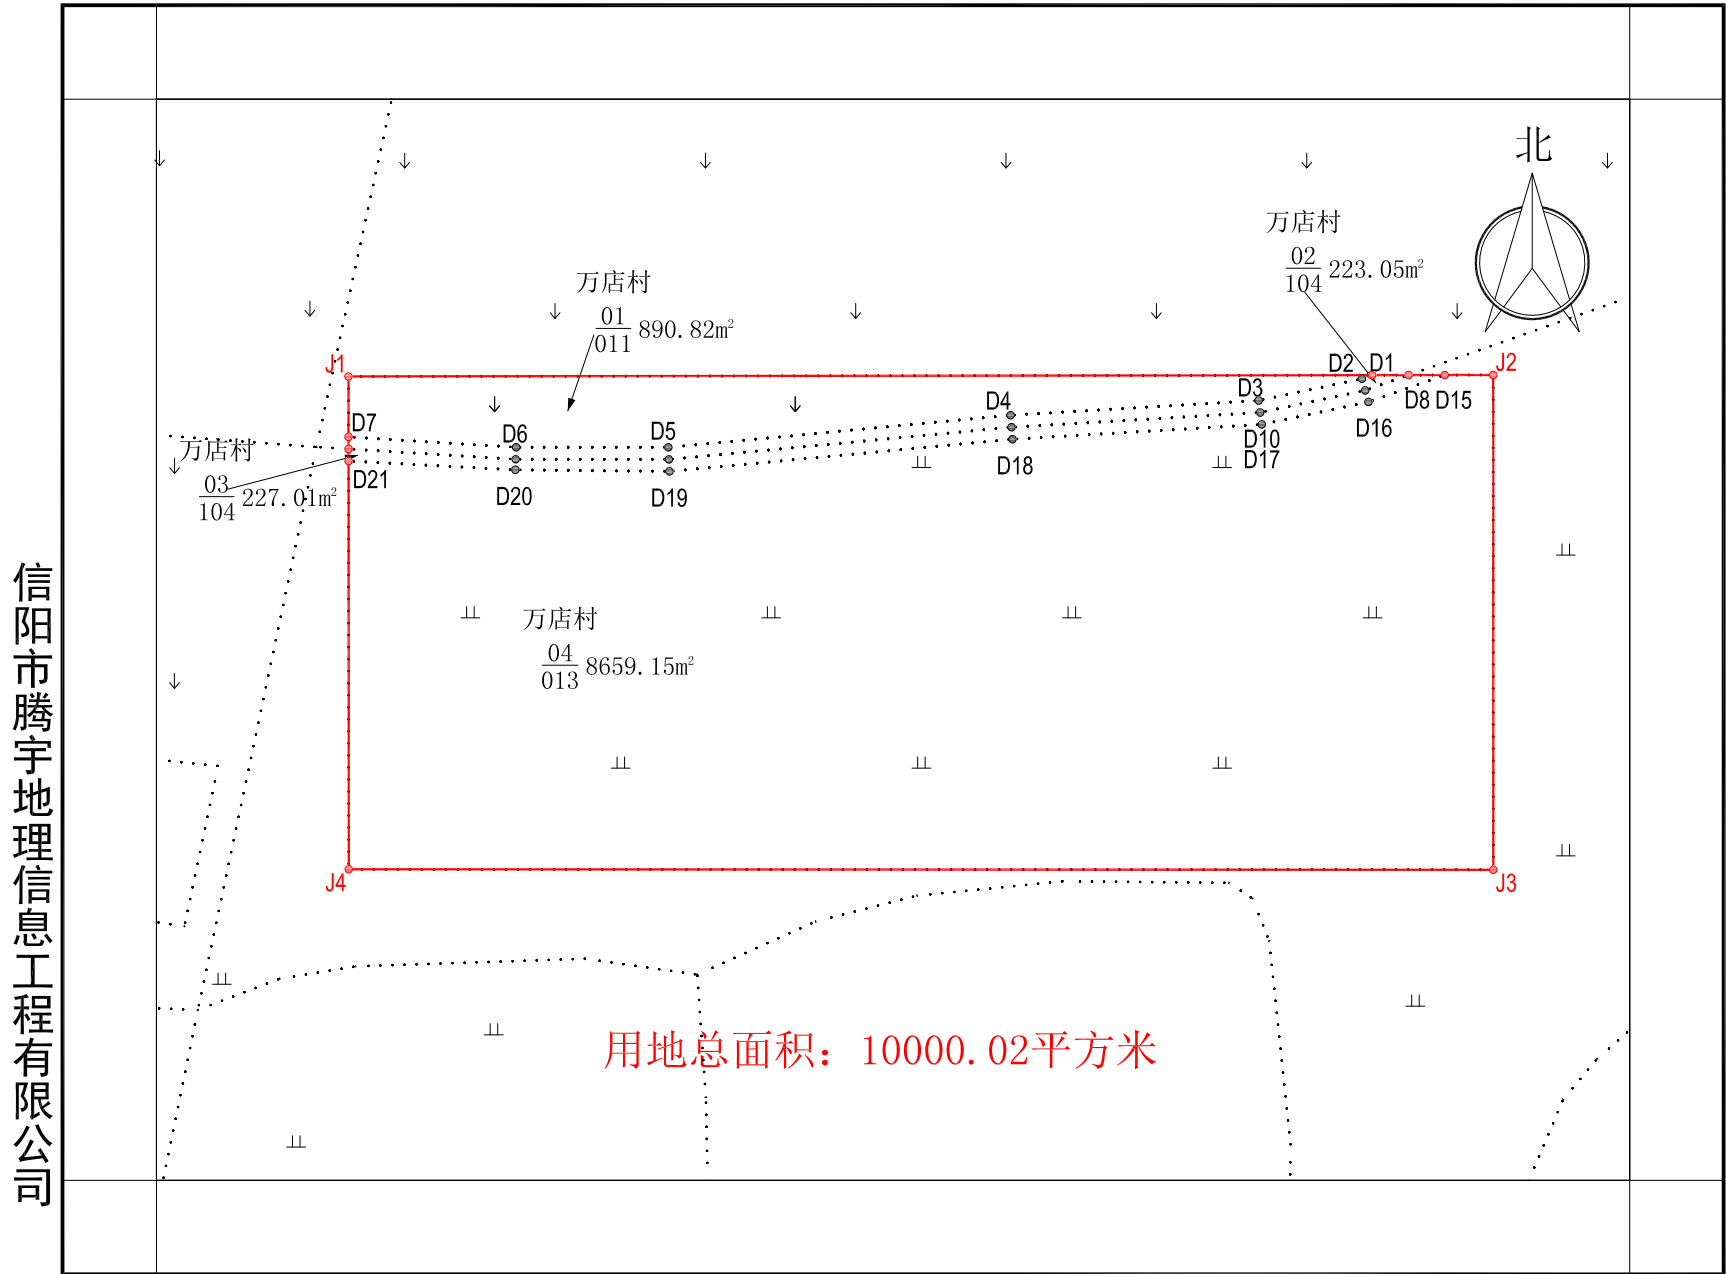 北
万店村
02
104
223.05m²
万店村
01
011
890.82m²
J1
D2
D1
J2
D8
D15
D3
D4
D16
D7
D6
D5
D10
万店村
D18
D17
D21
D20
D19
03
104
227.01m²
万店村
04
013
8659.15m²
J4
J3
用地总面积：10000.02平方米
信阳市腾宇地理信息工程有限公司